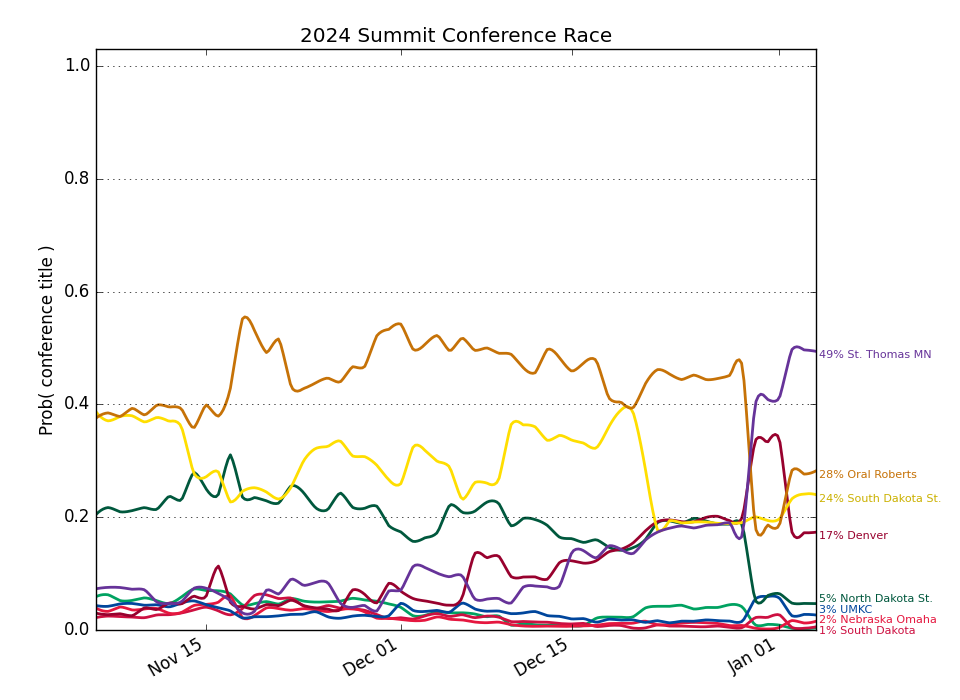 2024 Summit Conference Race
Prob( conference title )
1.0
0.8
0.6
0.4
0.2
0.0
Nov 15
Dec 01
Dec 15
Jan 01
49% St. Thomas MN
28% Oral Roberts
24% South Dakota St.
17% Denver
5% North Dakota St.
3% UMKC
2% Nebraska Omaha
1% South Dakota